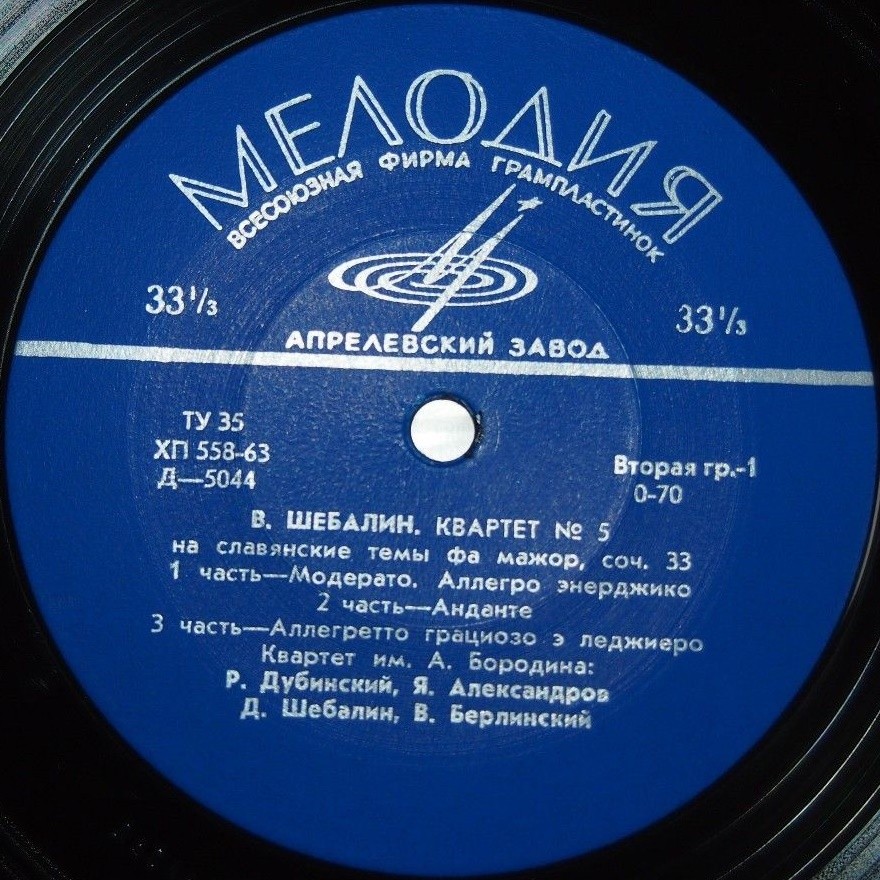 МЕЛОДИЯ
ВСЕСОЮЗНАЯ ФИРМА ГРАМПЛАСТИНОК
33⅓ 33⅓
АПРЕЛЕВСКИЙ ЗАВОД
ТУ 35
ХП 558-63
Д—5044
Вторая гр.-1
0-70
В. ШЕБАЛИН. КВАРТЕТ № 5
на славянские темы фа мажор, соч. 33
1 часть—Модерато. Аллегро энерджико
2 часть—Анданте
3 часть—Аллегретто грациозо э леджиеро
Квартет им. А. Бородина:
Р. Дубинский, Я. Александров
Д. Шебалин, В. Берлинский